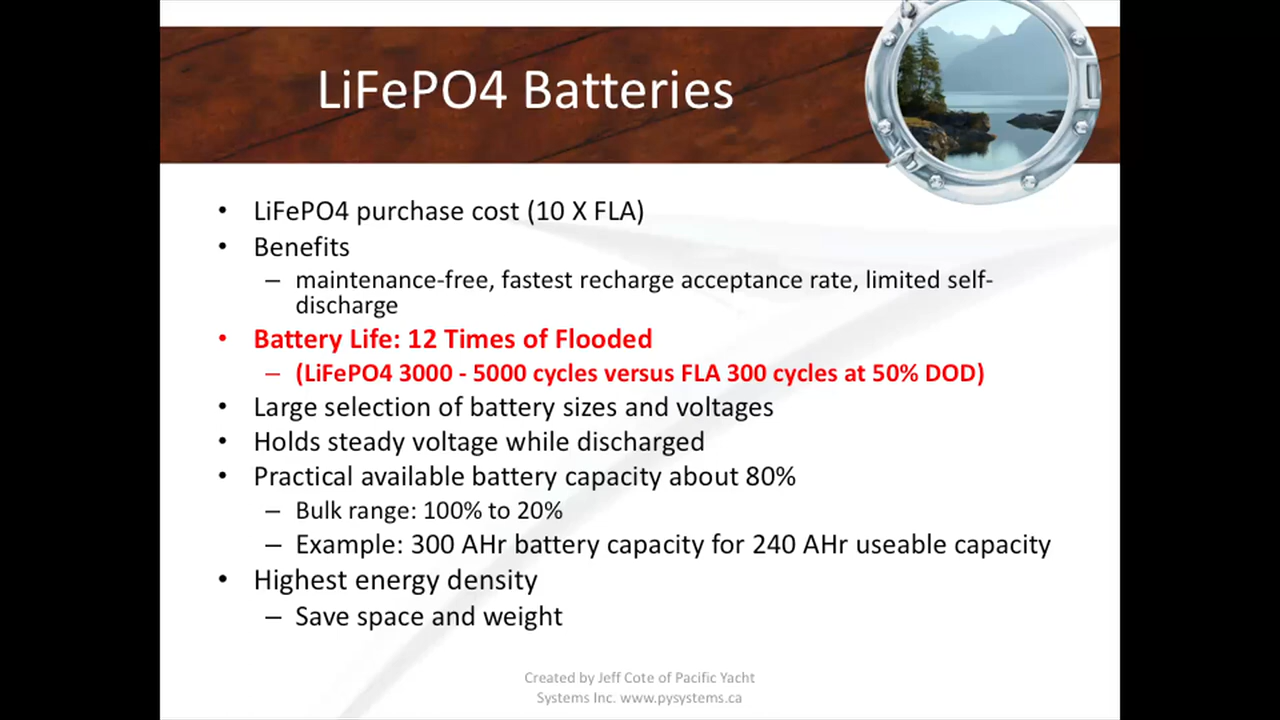 LiFePO4 Batteries
• LiFePO4 purchase cost (10 X FLA)
• Benefits
– maintenance-free, fastest recharge acceptance rate, limited self-
discharge
• Battery Life: 12 Times of Flooded
– (LiFePO4 3000 - 5000 cycles versus FLA 300 cycles at 50% DOD)
• Large selection of battery sizes and voltages
• Holds steady voltage while discharged
• Practical available battery capacity about 80%
– Bulk range: 100% to 20%
– Example: 300 AHr battery capacity for 240 AHr useable capacity
• Highest energy density
– Save space and weight
Created by Jeff Cote of Pacific Yacht
Systems Inc. www.pysystems.ca